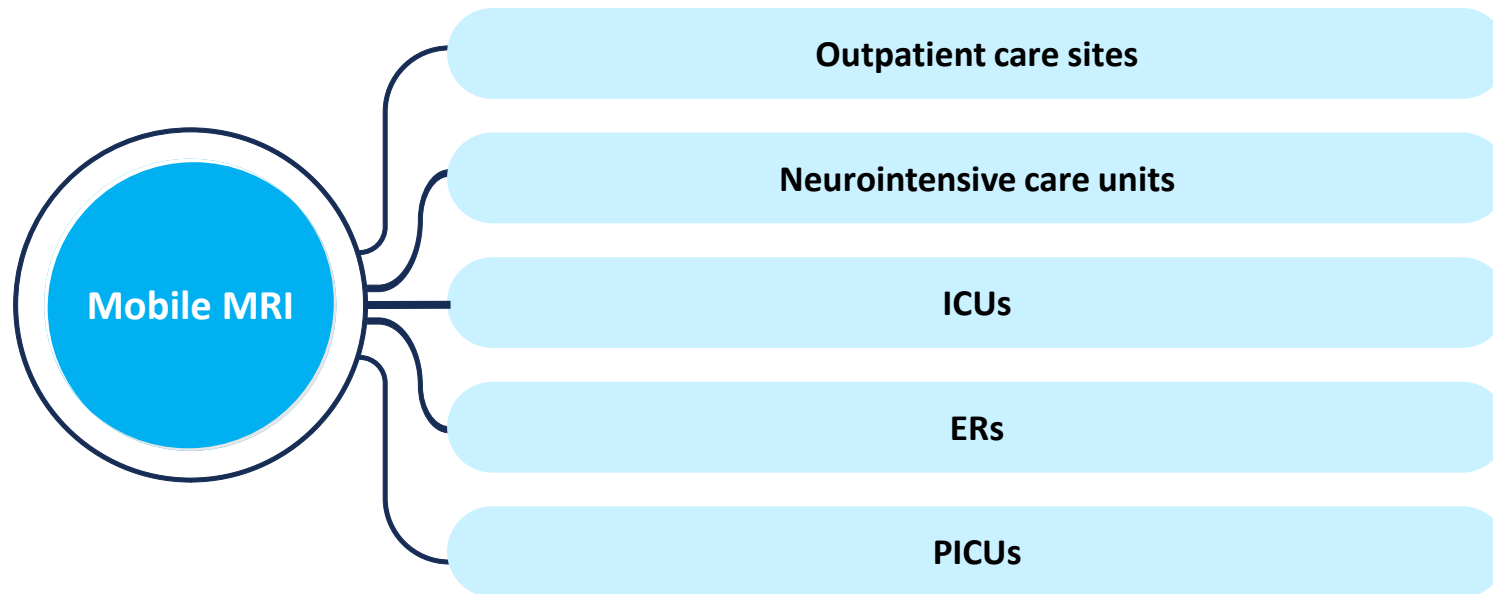 Outpatient care sites
Neurointensive care units
Mobile MRI
ICUs
ERs
PICUs